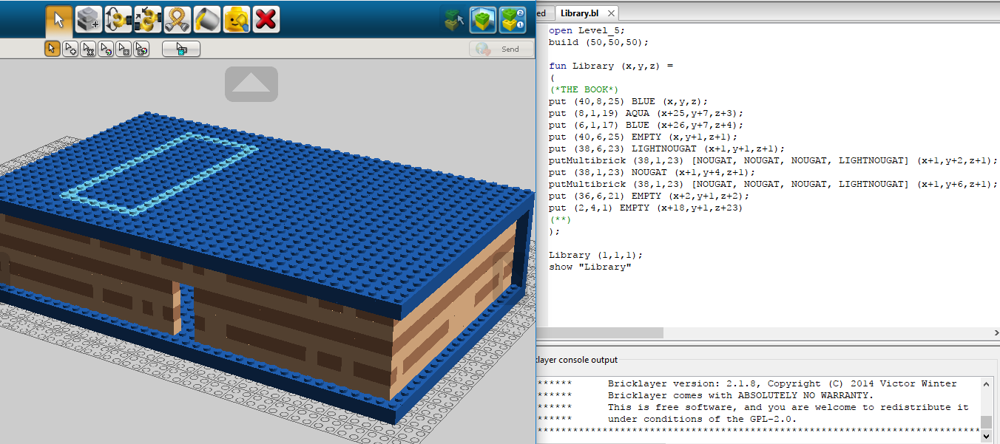 Send
ed
Library.bl
open Level_5;
build (50,50,50);
fun Library (x,y,z) =
(
(*THE BOOK*)
put (40,8,25) BLUE (x,y,z);
put (8,1,19) AQUA (x+25,y+7,z+3);
put (6,1,17) BLUE (x+26,y+7,z+4);
put (40,6,25) EMPTY (x,y+1,z+1);
put (38,6,23) LIGHTNOUGAT (x+1,y+1,z+1);
putMultibrick (38,1,23) [NOUGAT, NOUGAT, NOUGAT, LIGHTNOUGAT] (x+1,y+2,z+1);
put (38,1,23) NOUGAT (x+1,y+4,z+1);
putMultibrick (38,1,23) [NOUGAT, NOUGAT, NOUGAT, LIGHTNOUGAT] (x+1,y+6,z+1);
put (36,6,21) EMPTY (x+2,y+1,z+2);
put (2,4,1) EMPTY (x+18,y+1,z+23)
(**)
);
Library (1,1,1);
show "Library"
layer console output
****** Bricklayer version: 2.1.8, Copyright (C) 2014 Victor Winter
****** Bricklayer comes with ABSOLUTELY NO WARRANTY.
****** This is free software, and you are welcome to redistribute it
****** under conditions of the GPL-2.0.
****************************************************************************